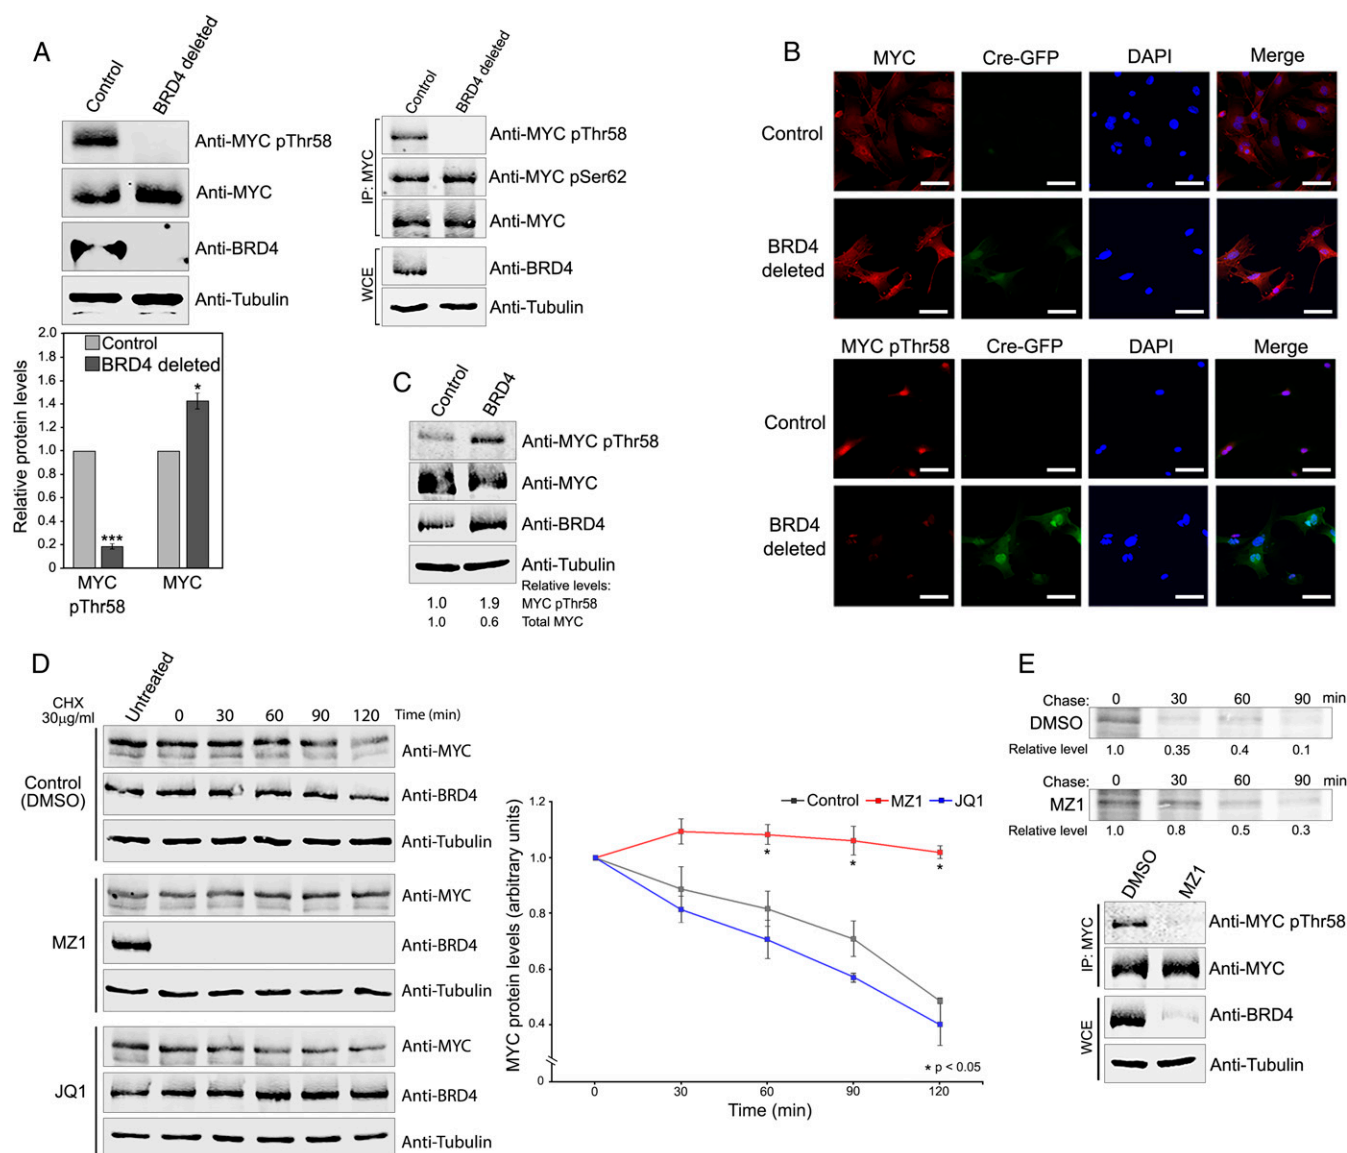 A
Control
BRD4 deleted
Anti-MYC pThr58
Anti-MYC
Anti-BRD4
Anti-Tubulin
Control
BRD4 deleted
IP: MYC
Anti-MYC pThr58
Anti-MYC pSer62
Anti-MYC
WCE
Anti-BRD4
Anti-Tubulin
Relative protein levels
2.0
1.8
1.6
1.4
1.2
1.0
0.8
0.6
0.4
0.2
0
Control
BRD4 deleted
***
*
MYC pThr58
MYC
B
MYC Cre-GFP DAPI Merge
Control
BRD4 deleted
MYC pThr58 Cre-GFP DAPI Merge
Control
BRD4 deleted
C
Control
BRD4
Anti-MYC pThr58
Anti-MYC
Anti-BRD4
Anti-Tubulin
Relative levels:
1.0 1.9 MYC pThr58
1.0 0.6 Total MYC
D
CHX
30µg/ml
Untreated
0 30 60 90 120 Time (min)
Control
(DMSO)
Anti-MYC
Anti-BRD4
Anti-Tubulin
MZ1
Anti-MYC
Anti-BRD4
Anti-Tubulin
JQ1
Anti-MYC
Anti-BRD4
Anti-Tubulin
MYC protein levels (arbitrary units)
1.2
1.0
0.8
0.6
0.4
0
Control MZ1 JQ1
*
*
*
* p < 0.05
0 30 60 90 120
Time (min)
E
Chase: 0 30 60 90 min
DMSO
Relative level 1.0 0.35 0.4 0.1
Chase: 0 30 60 90 min
MZ1
Relative level 1.0 0.8 0.5 0.3
DMSO
MZ1
IP: MYC
Anti-MYC pThr58
Anti-MYC
WCE
Anti-BRD4
Anti-Tubulin